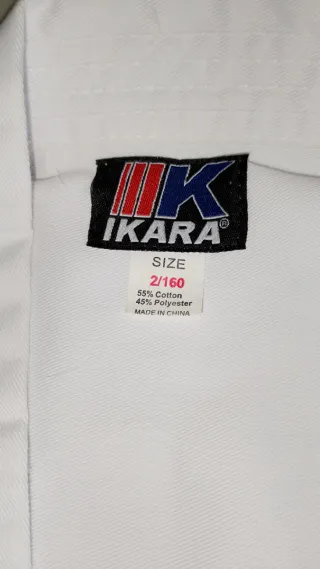 K
IKARA®
SIZE
2/160
55% Cotton
45% Polyester
MADE IN CHINA